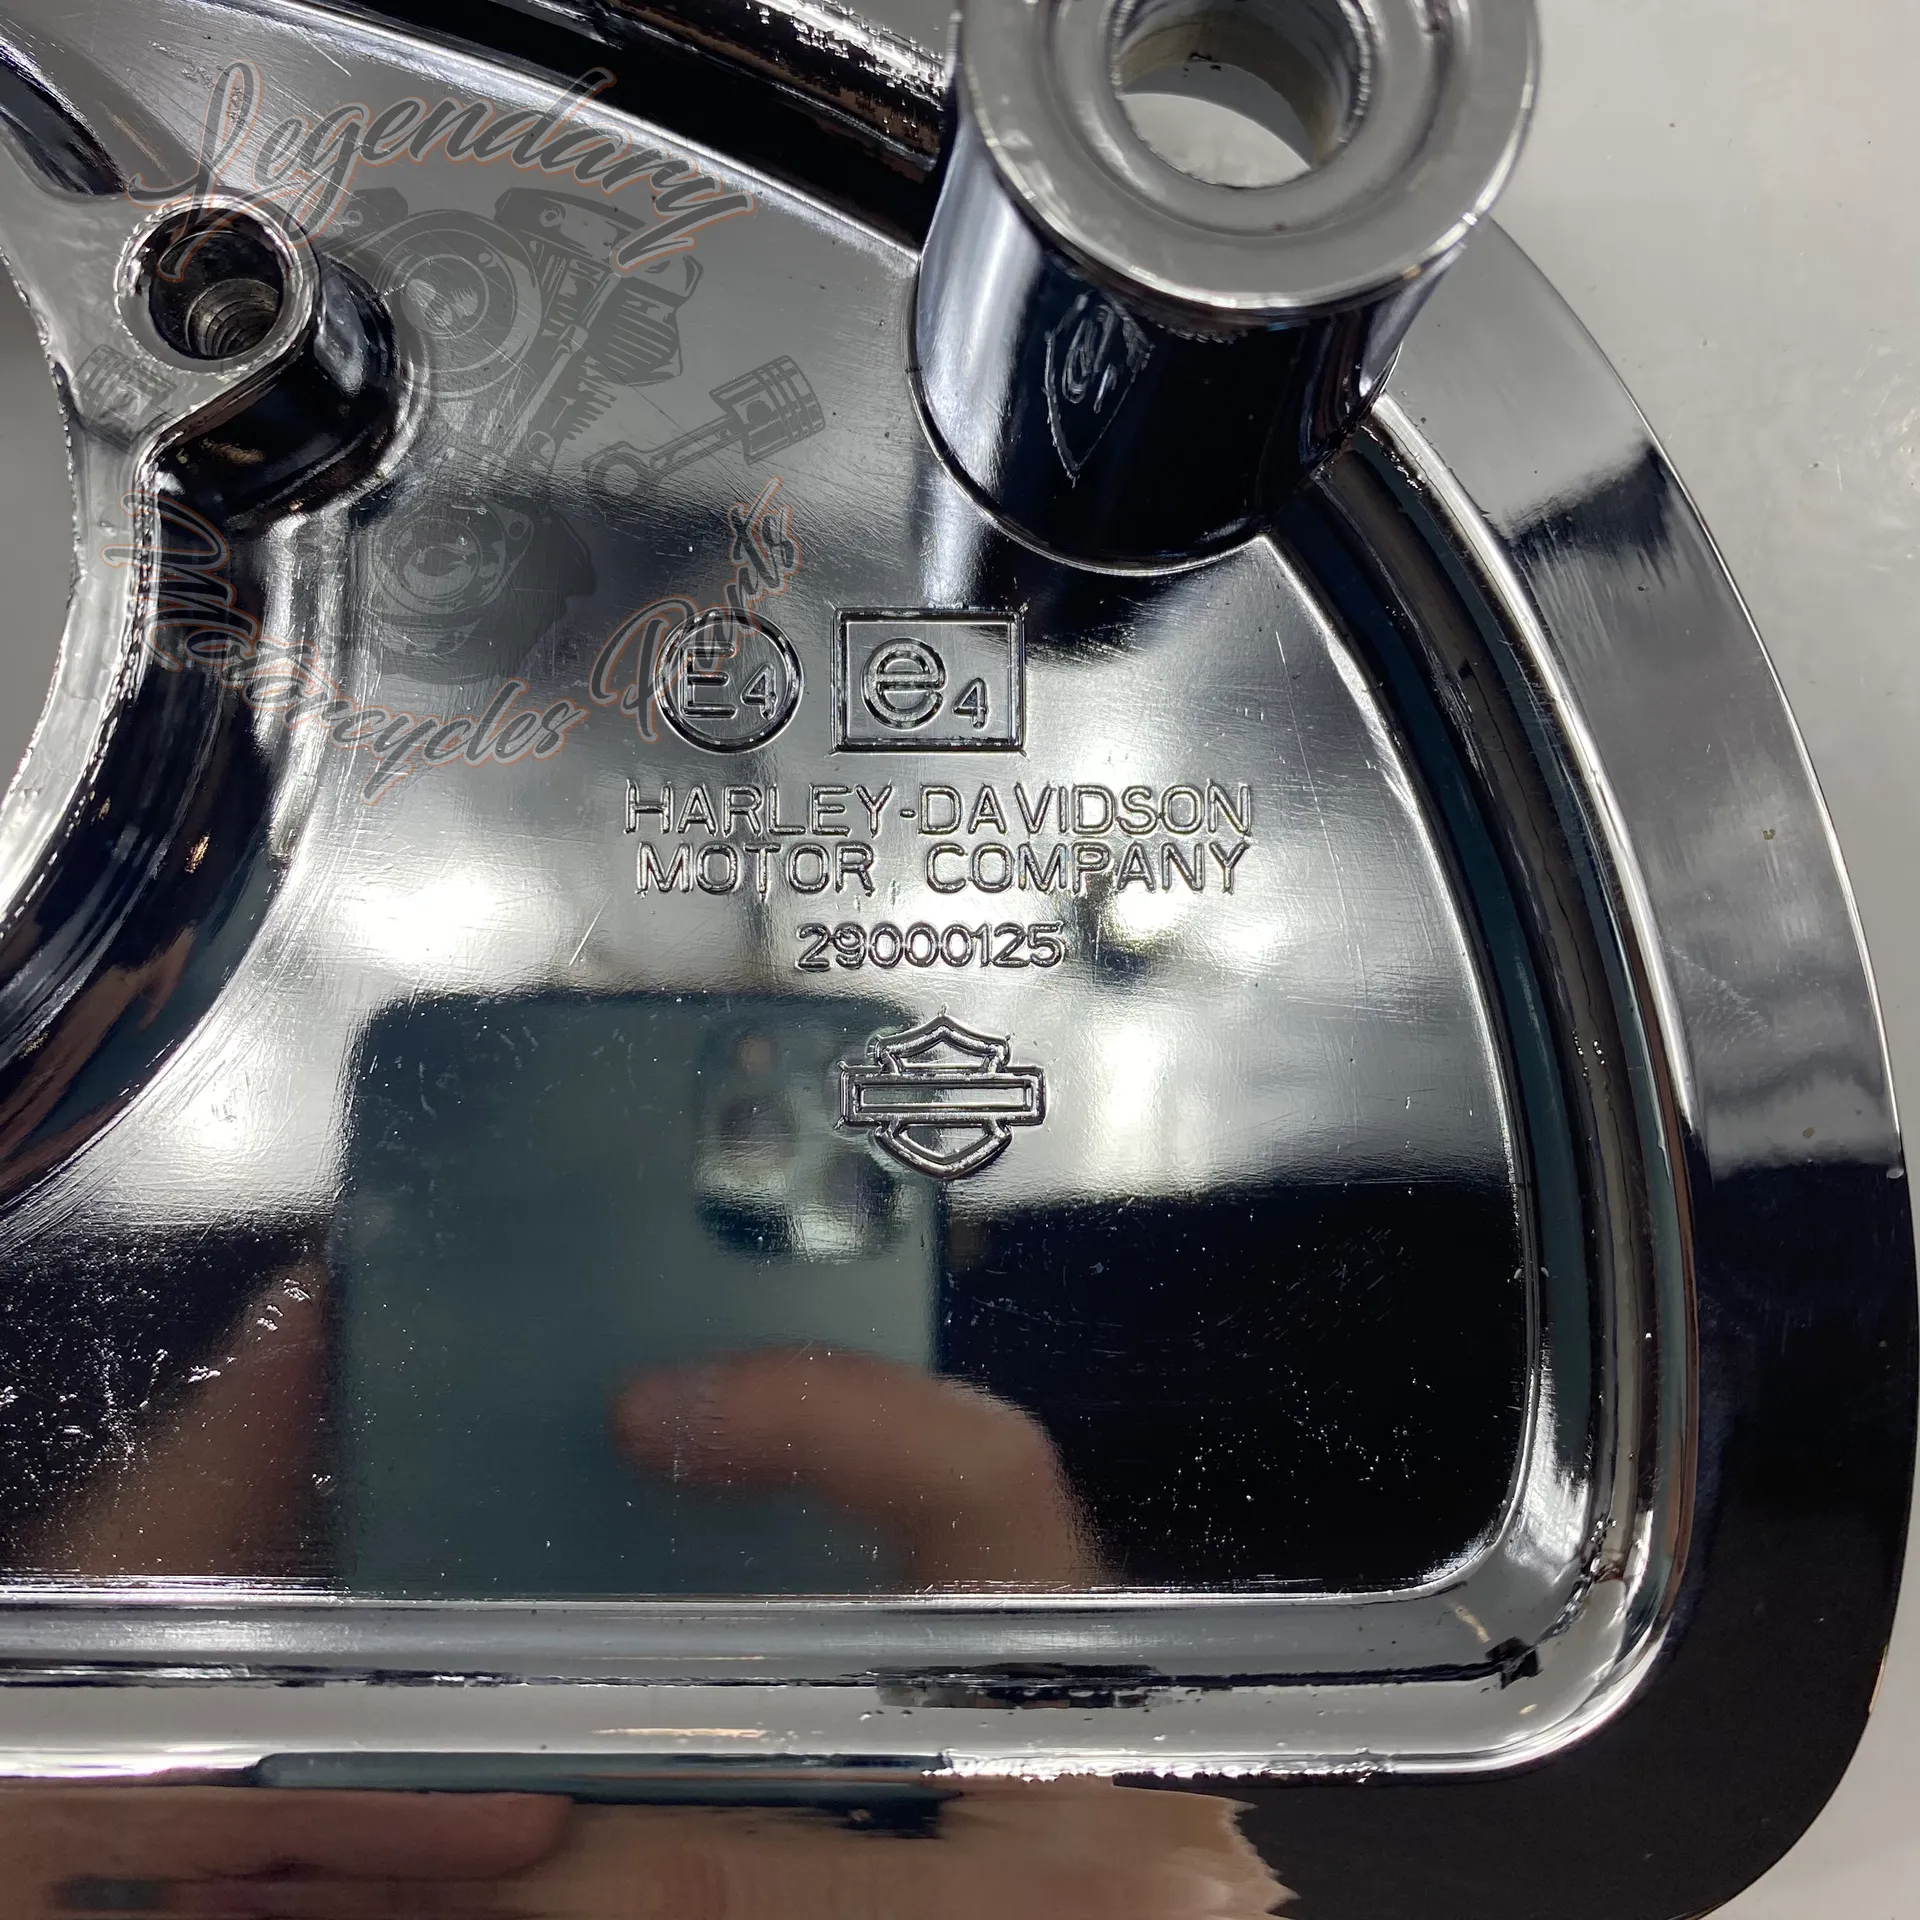 Legendary
Motorcycles Parts
E4
e4
HARLEY-DAVIDSON
MOTOR COMPANY
29000125